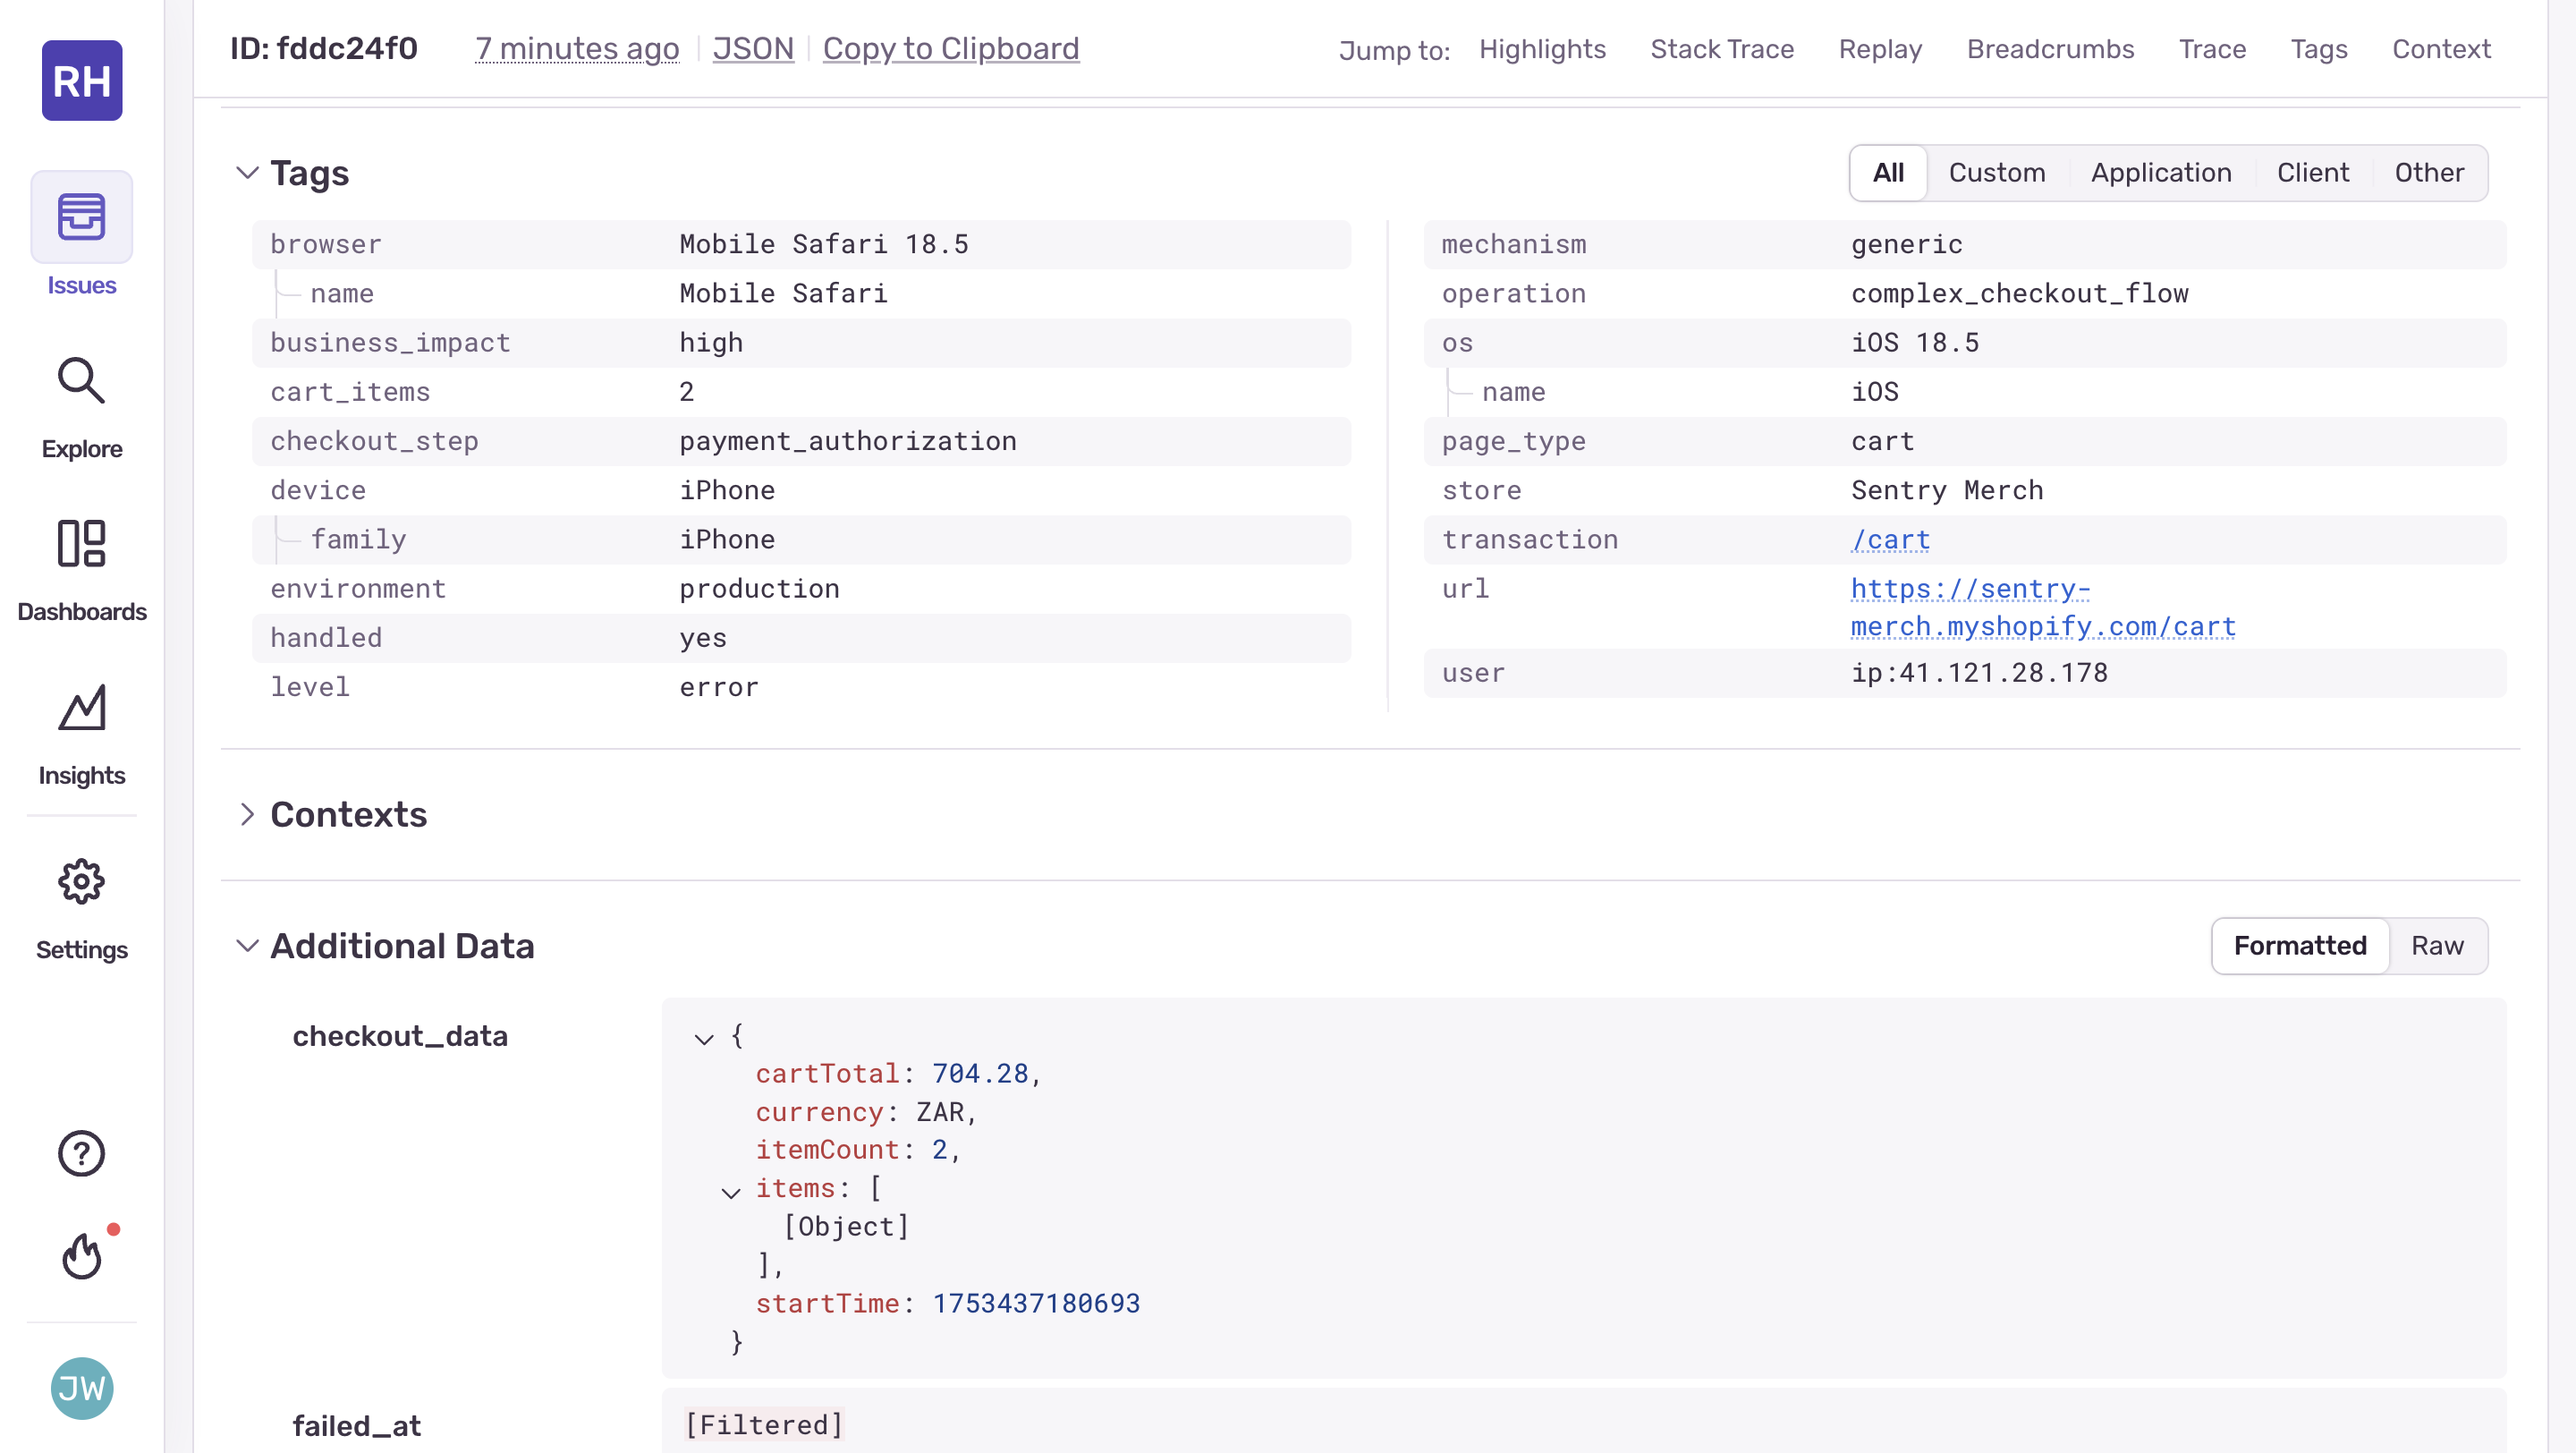 RH
Issues
Explore
Dashboards
Insights
Settings
JW
ID: fddc24f0 7 minutes ago JSON Copy to Clipboard
Jump to: Highlights Stack Trace Replay Breadcrumbs Trace Tags Context
Tags
All Custom Application Client Other
browser Mobile Safari 18.5
name Mobile Safari
business_impact high
cart_items 2
checkout_step payment_authorization
device iPhone
family iPhone
environment production
handled yes
level error
mechanism generic
operation complex_checkout_flow
os iOS 18.5
name iOS
page_type cart
store Sentry Merch
transaction /cart
url https://sentry-
merch.myshopify.com/cart
user ip:41.121.28.178
Contexts
Additional Data
Formatted Raw
checkout_data
{
cartTotal: 704.28,
currency: ZAR,
itemCount: 2,
items: [
[Object]
],
startTime: 1753437180693
}
failed_at [Filtered]